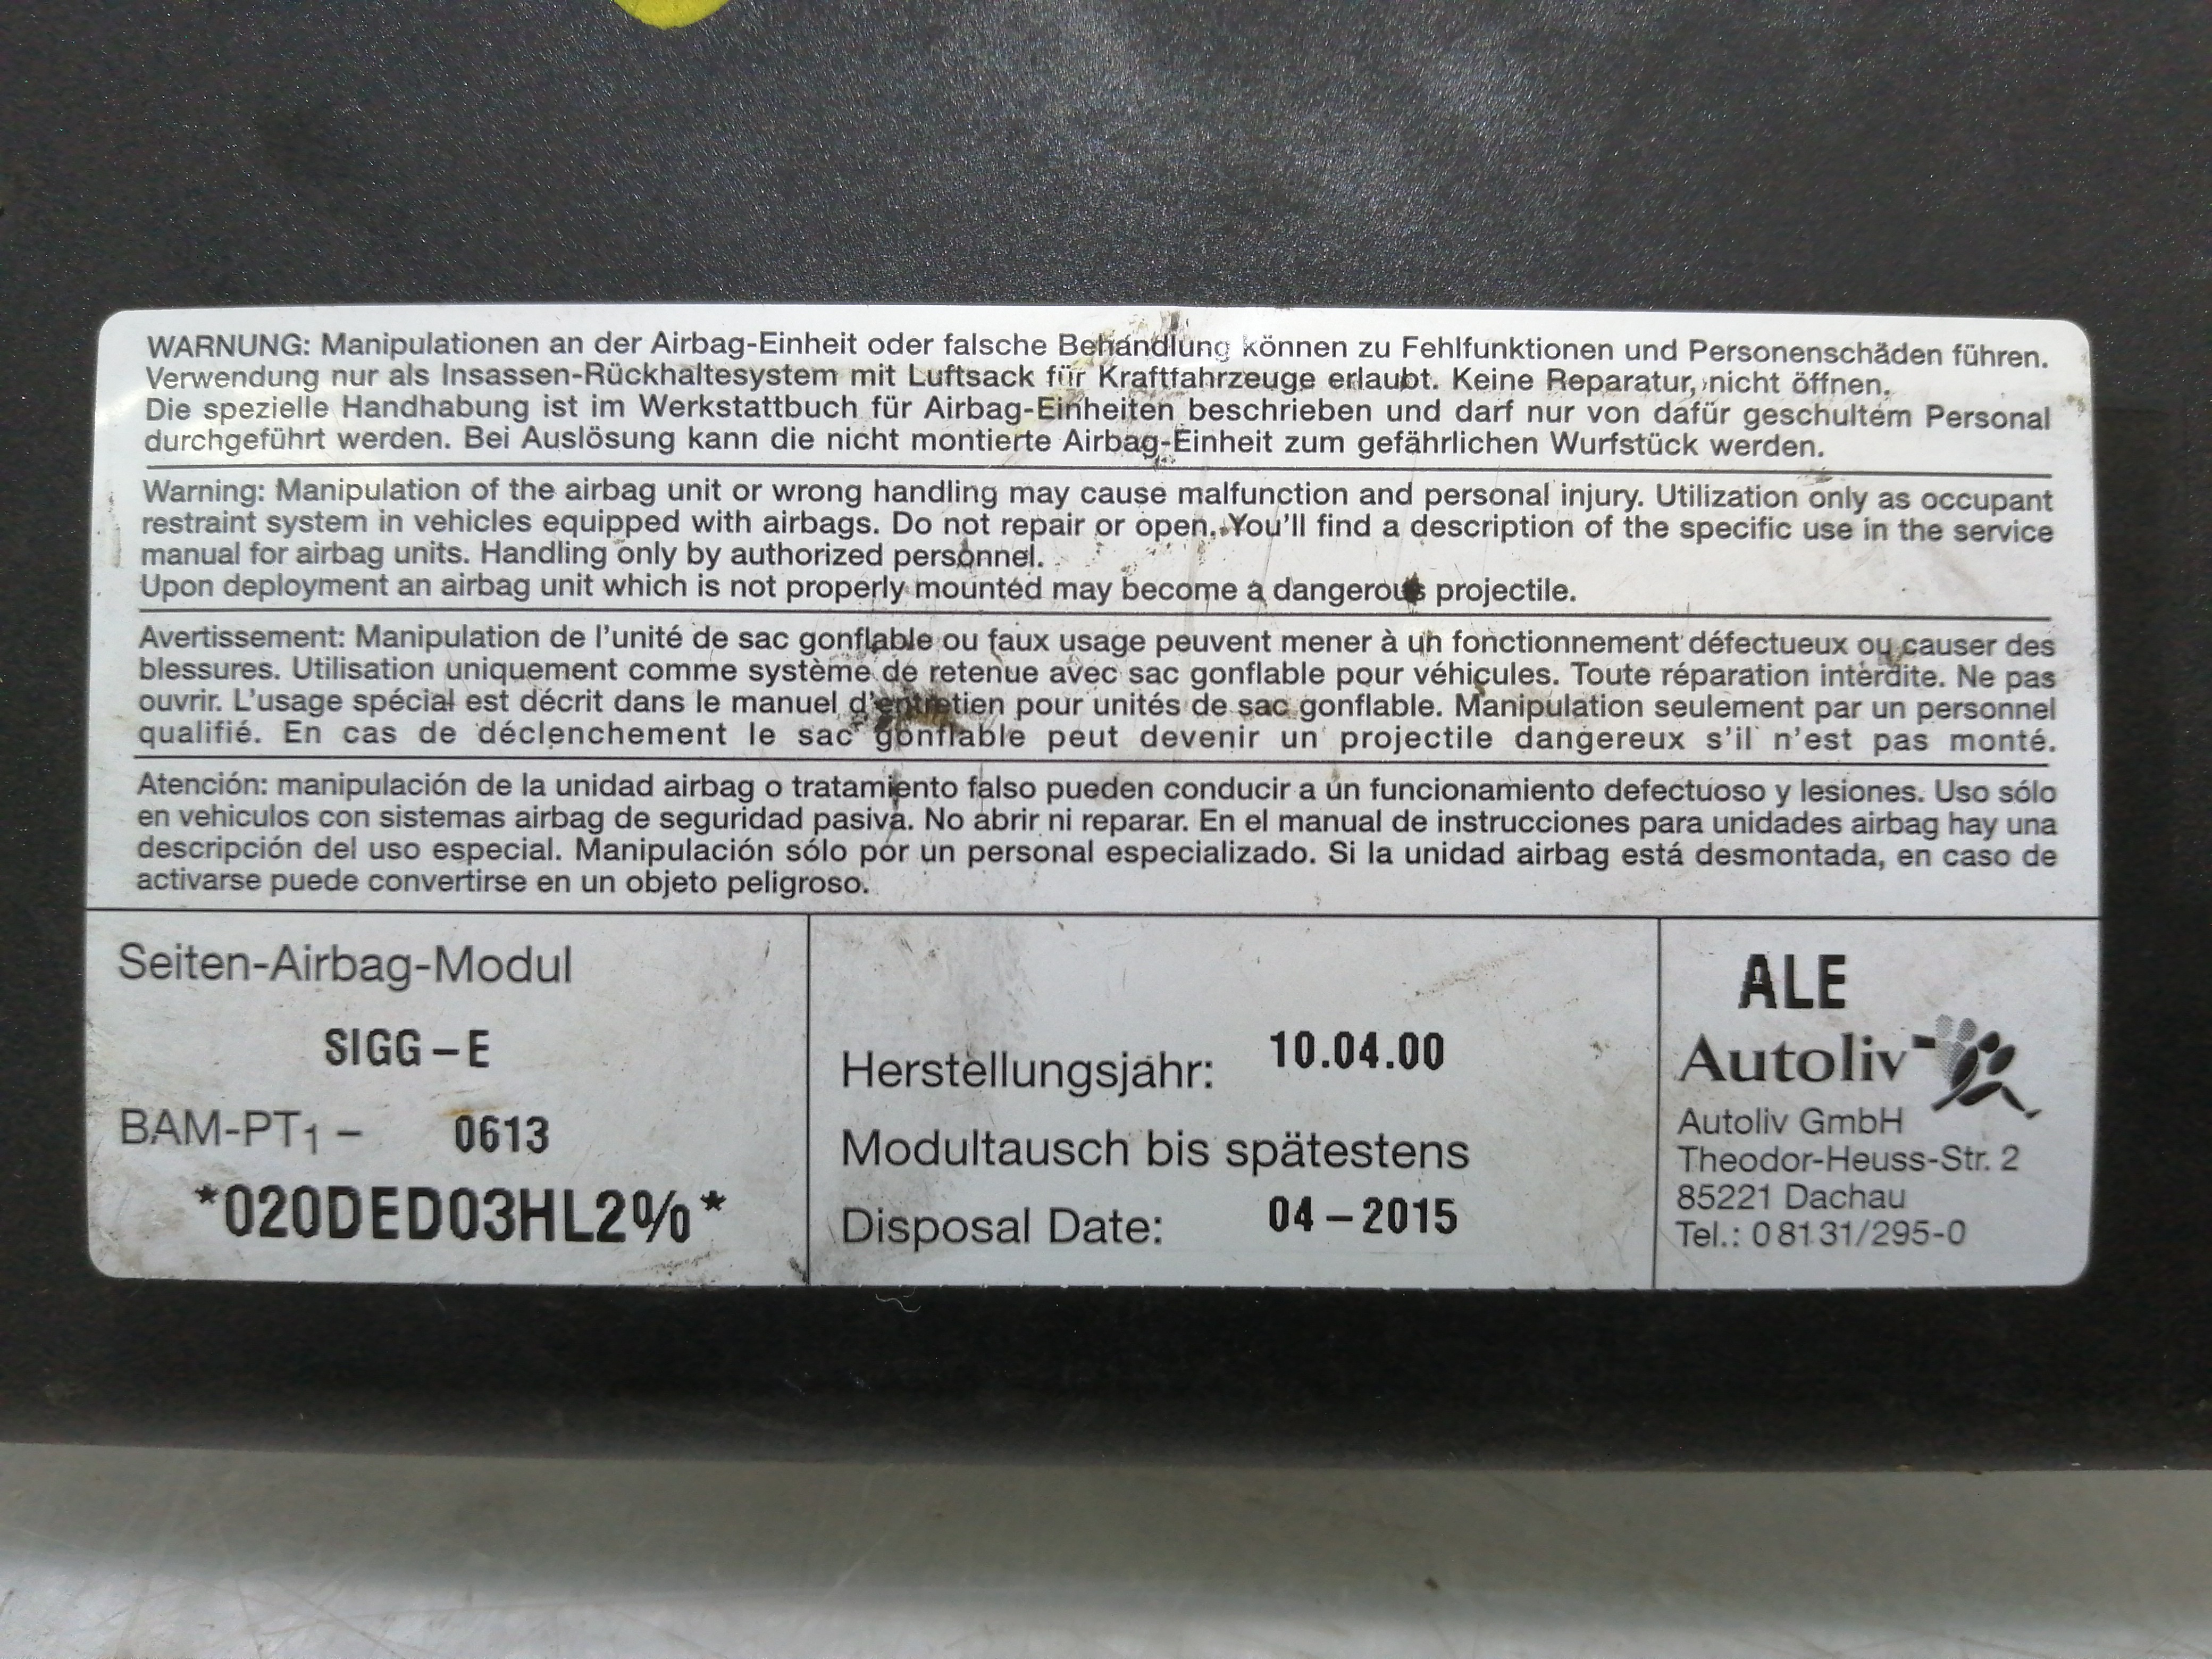 WARNUNG: Manipulationen an der Airbag-Einheit oder falsche Behandlung können zu Fehlfunktionen und Personenschäden führen.
Verwendung nur als Insassen-Rückhaltesystem mit Luftsack für Kraftfahrzeuge erlaubt. Keine Reparatur, nicht öffnen.
Die spezielle Handhabung ist im Werkstattbuch für Airbag-Einheiten beschrieben und darf nur von dafür geschultem Personal
durchgeführt werden. Bei Auslösung kann die nicht montierte Airbag-Einheit zum gefährlichen Wurfstück werden.
Warning: Manipulation of the airbag unit or wrong handling may cause malfunction and personal injury. Utilization only as occupant
restraint system in vehicles equipped with airbags. Do not repair or open. You'll find a description of the specific use in the service
manual for airbag units. Handling only by authorized personnel.
Upon deployment an airbag unit which is not properly mounted may become a dangerous projectile.
Avertissement: Manipulation de l'unité de sac gonflable ou faux usage peuvent mener à un fonctionnement défectueux ou causer des
blessures. Utilisation uniquement comme système de retenue avec sac gonflable pour véhicules. Toute réparation interdite. Ne pas
ouvrir. L'usage spécial est décrit dans le manuel d'entretien pour unités de sac gonflable. Manipulation seulement par un personnel
qualifié. En cas de déclenchement le sac gonflable peut devenir un projectile dangereux s'il n'est pas monté.
Atención: manipulación de la unidad airbag o tratamiento falso pueden conducir a un funcionamiento defectuoso y lesiones. Uso sólo
en vehiculos con sistemas airbag de seguridad pasiva. No abrir ni reparar. En el manual de instrucciones para unidades airbag hay una
descripción del uso especial. Manipulación sólo por un personal especializado. Si la unidad airbag está desmontada, en caso de
activarse puede convertirse en un objeto peligroso.
Seiten-Airbag-Modul
SIGG-E
BAM-PT1- 0613
*020DED03HL2%*
Herstellungsjahr: 10.04.00
Modultausch bis spätestens
Disposal Date: 04-2015
ALE
Autoliv
Autoliv GmbH
Theodor-Heuss-Str. 2
85221 Dachau
Tel.: 08131/295-0